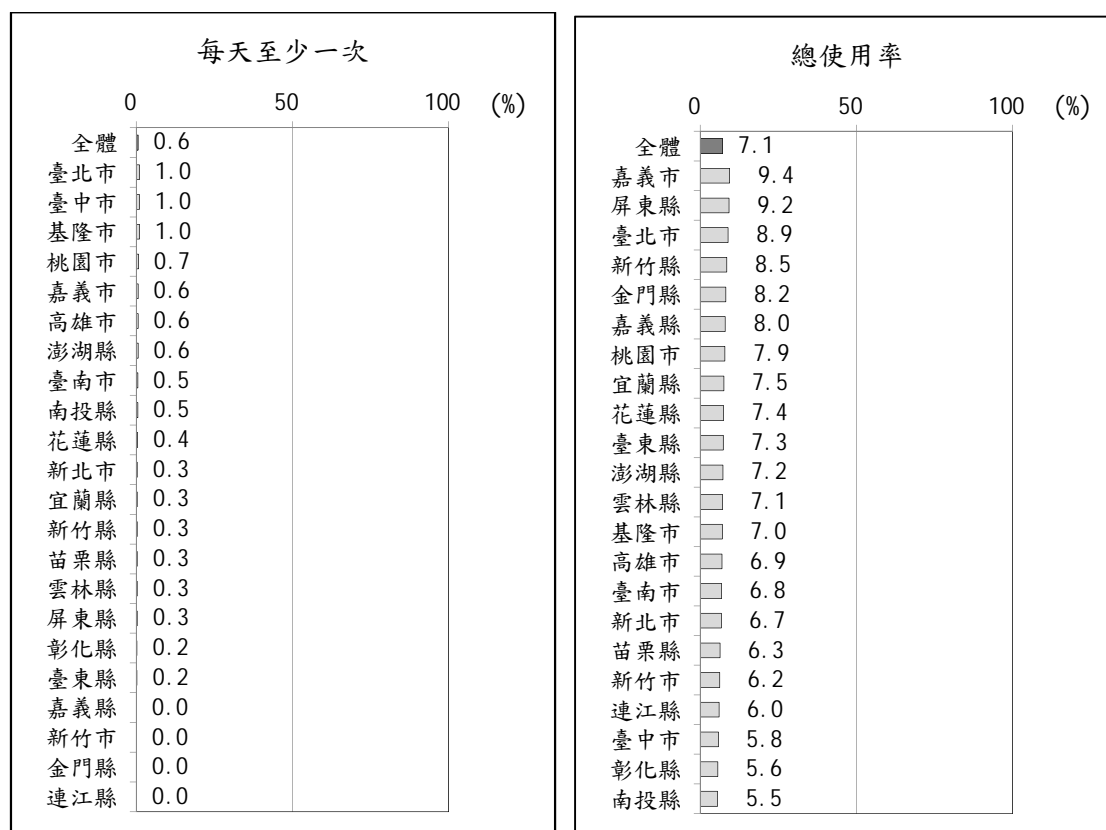 每天至少一次
0 50 100 (%)
全體 0.6
臺北市 1.0
臺中市 1.0
基隆市 1.0
桃園市 0.7
嘉義市 0.6
高雄市 0.6
澎湖縣 0.6
臺南市 0.5
南投縣 0.5
花蓮縣 0.4
新北市 0.3
宜蘭縣 0.3
新竹縣 0.3
苗栗縣 0.3
雲林縣 0.3
屏東縣 0.3
彰化縣 0.2
臺東縣 0.2
嘉義縣 0.0
新竹市 0.0
金門縣 0.0
連江縣 0.0
總使用率
0 50 100 (%)
全體 7.1
嘉義市 9.4
屏東縣 9.2
臺北市 8.9
新竹縣 8.5
金門縣 8.2
嘉義縣 8.0
桃園市 7.9
宜蘭縣 7.5
花蓮縣 7.4
臺東縣 7.3
澎湖縣 7.2
雲林縣 7.1
基隆市 7.0
高雄市 6.9
臺南市 6.8
新北市 6.7
苗栗縣 6.3
新竹市 6.2
連江縣 6.0
臺中市 5.8
彰化縣 5.6
南投縣 5.5